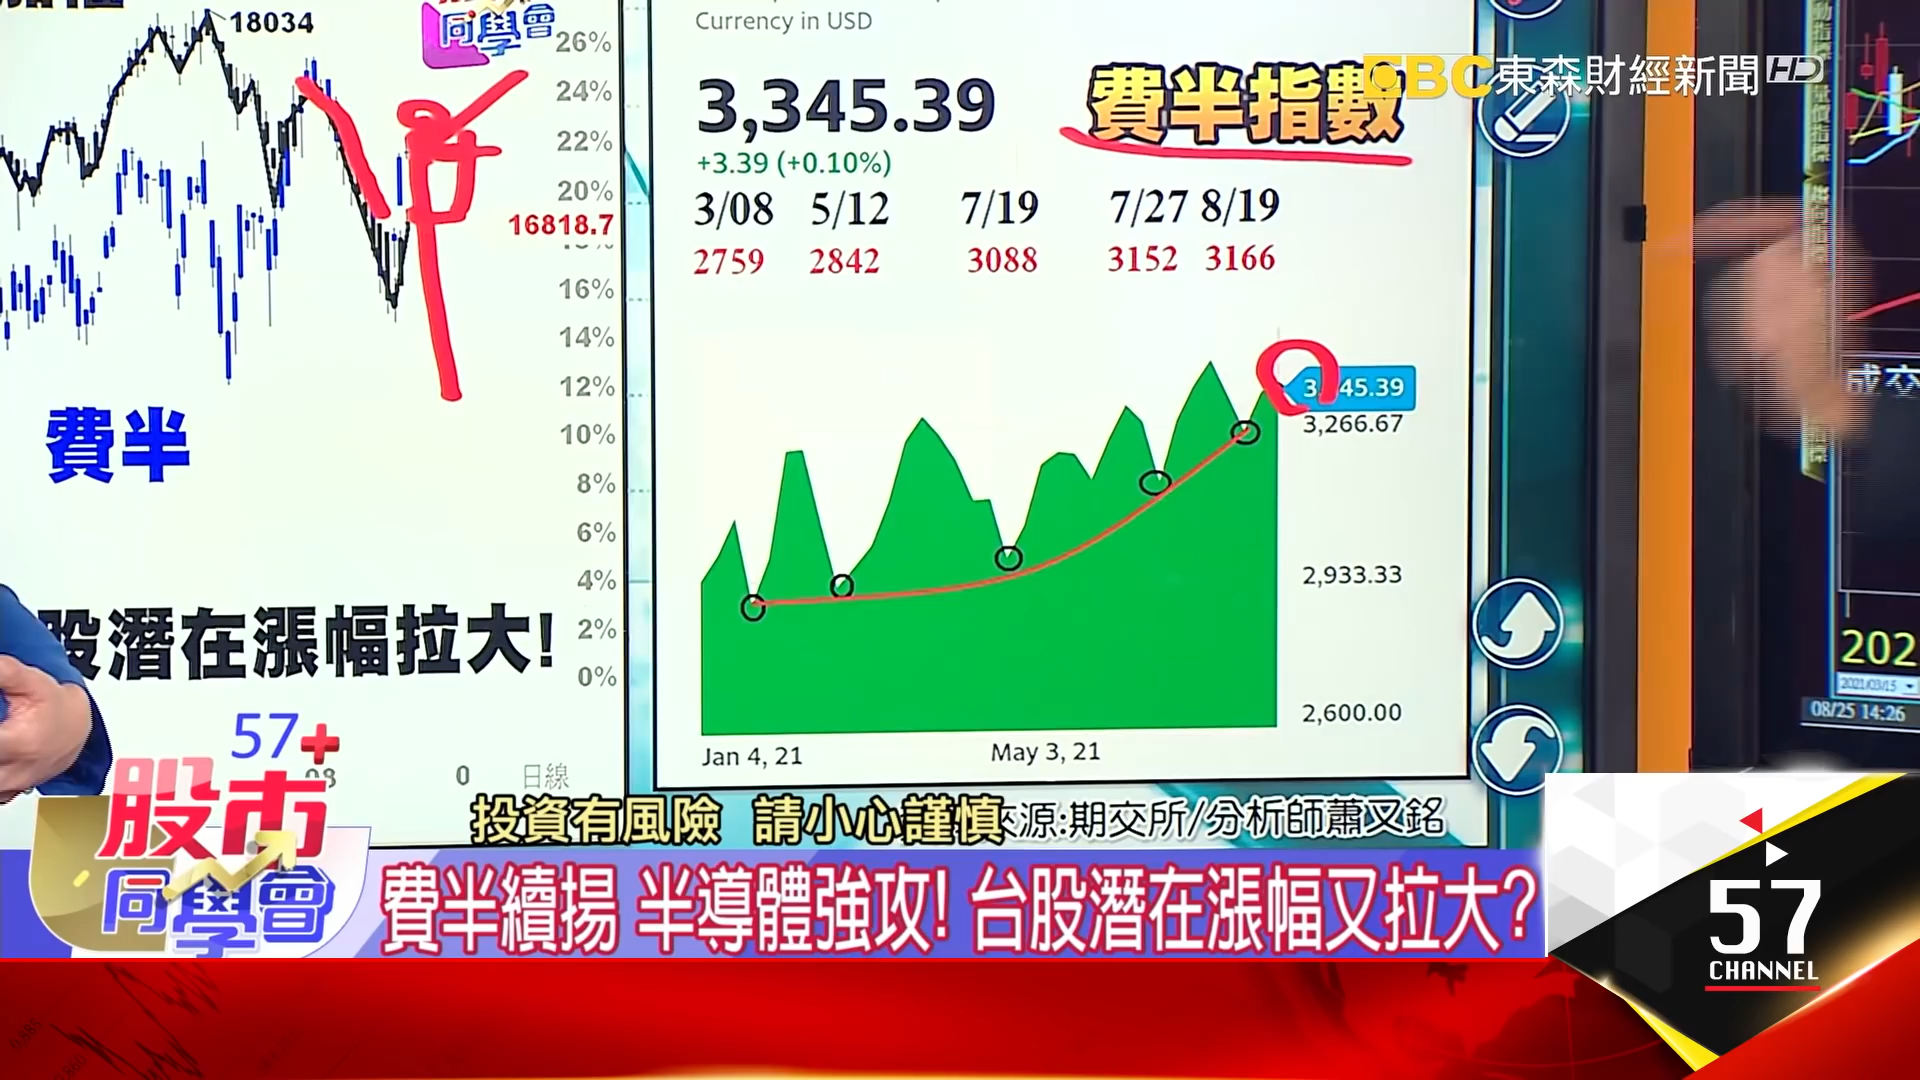 18034
同學會
26%
24%
22%
20%
16818.7
16%
14%
12%
10%
8%
6%
4%
2%
0%
費半
股潛在漲幅拉大!
0
日線
Currency in USD
3,345.39
+3.39 (+0.10%)
費半指數
3/08 5/12 7/19 7/27 8/19
2759 2842 3088 3152 3166
3,266.67
2,933.33
2,600.00
Jan 4, 21 May 3, 21
EBC東森財經新聞HD
成交
202
2021/03/15
08/25 14:26
57+
股市
同學會
投資有風險 請小心謹慎
來源:期交所/分析師蕭又銘
費半續揚 半導體強攻! 台股潛在漲幅又拉大?
57
CHANNEL